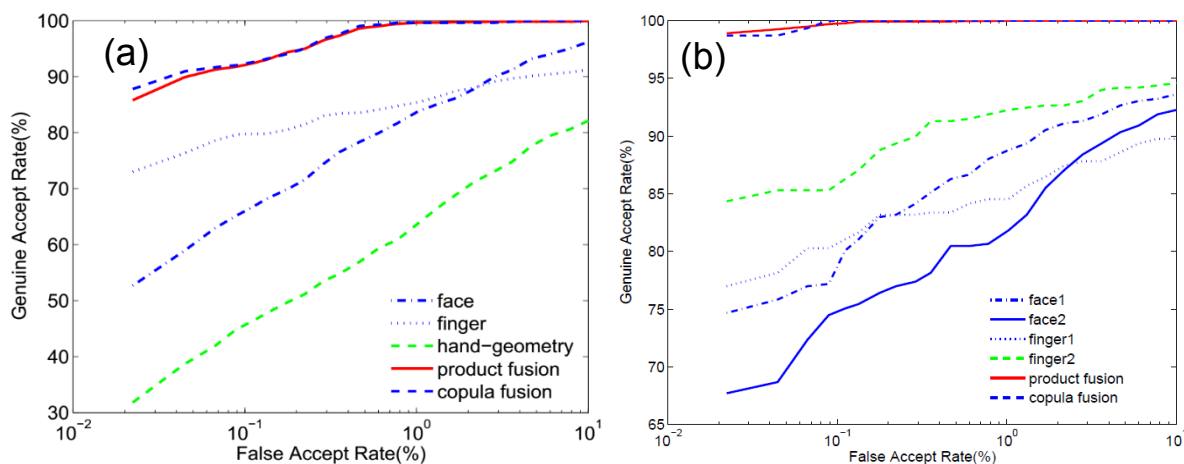 (a)
Genuine Accept Rate(%)
100
90
80
70
60
50
40
30
face
finger
hand-geometry
product fusion
copula fusion
10^-2
10^-1
10^0
10^1
False Accept Rate(%)
(b)
Genuine Accept Rate(%)
100
95
90
85
80
75
70
65
face1
face2
finger1
finger2
product fusion
copula fusion
10^-2
10^-1
10^0
10^1
False Accept Rate(%)